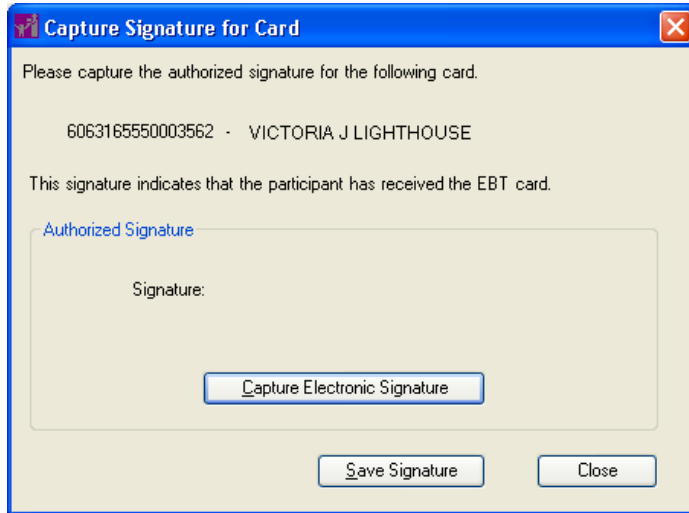 Capture Signature for Card
Please capture the authorized signature for the following card.
6063165550003562 - VICTORIA J LIGHTHOUSE
This signature indicates that the participant has received the EBT card.
Authorized Signature
Signature:
Capture Electronic Signature
Save Signature Close